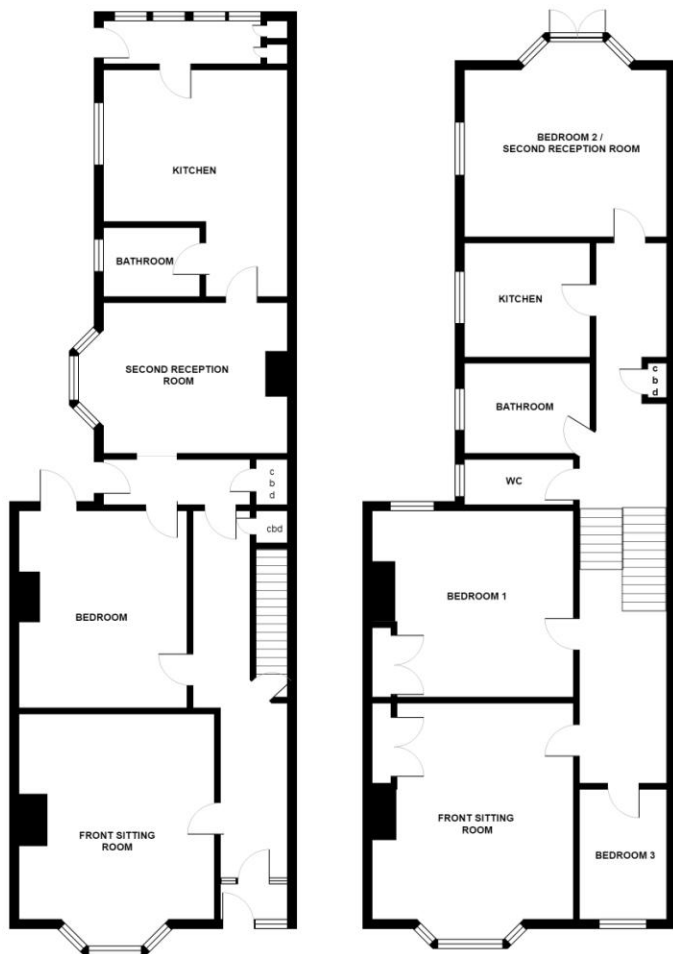 KITCHEN
BATHROOM
SECOND RECEPTION
ROOM
c
b
d
cbd
BEDROOM
FRONT SITTING
ROOM
BEDROOM 2 /
SECOND RECEPTION ROOM
KITCHEN
c
b
d
BATHROOM
WC
BEDROOM 1
FRONT SITTING
ROOM
BEDROOM 3